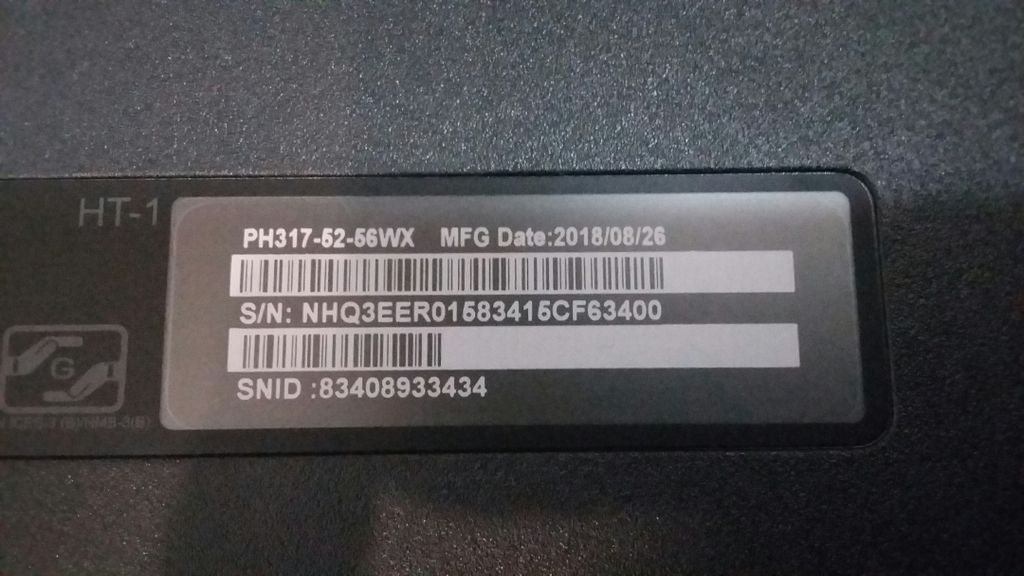 HT-1
PH317-52-56WX MFG Date:2018/08/26
S/N: NHQ3EER01583415CF63400
SNID :83408933434
G